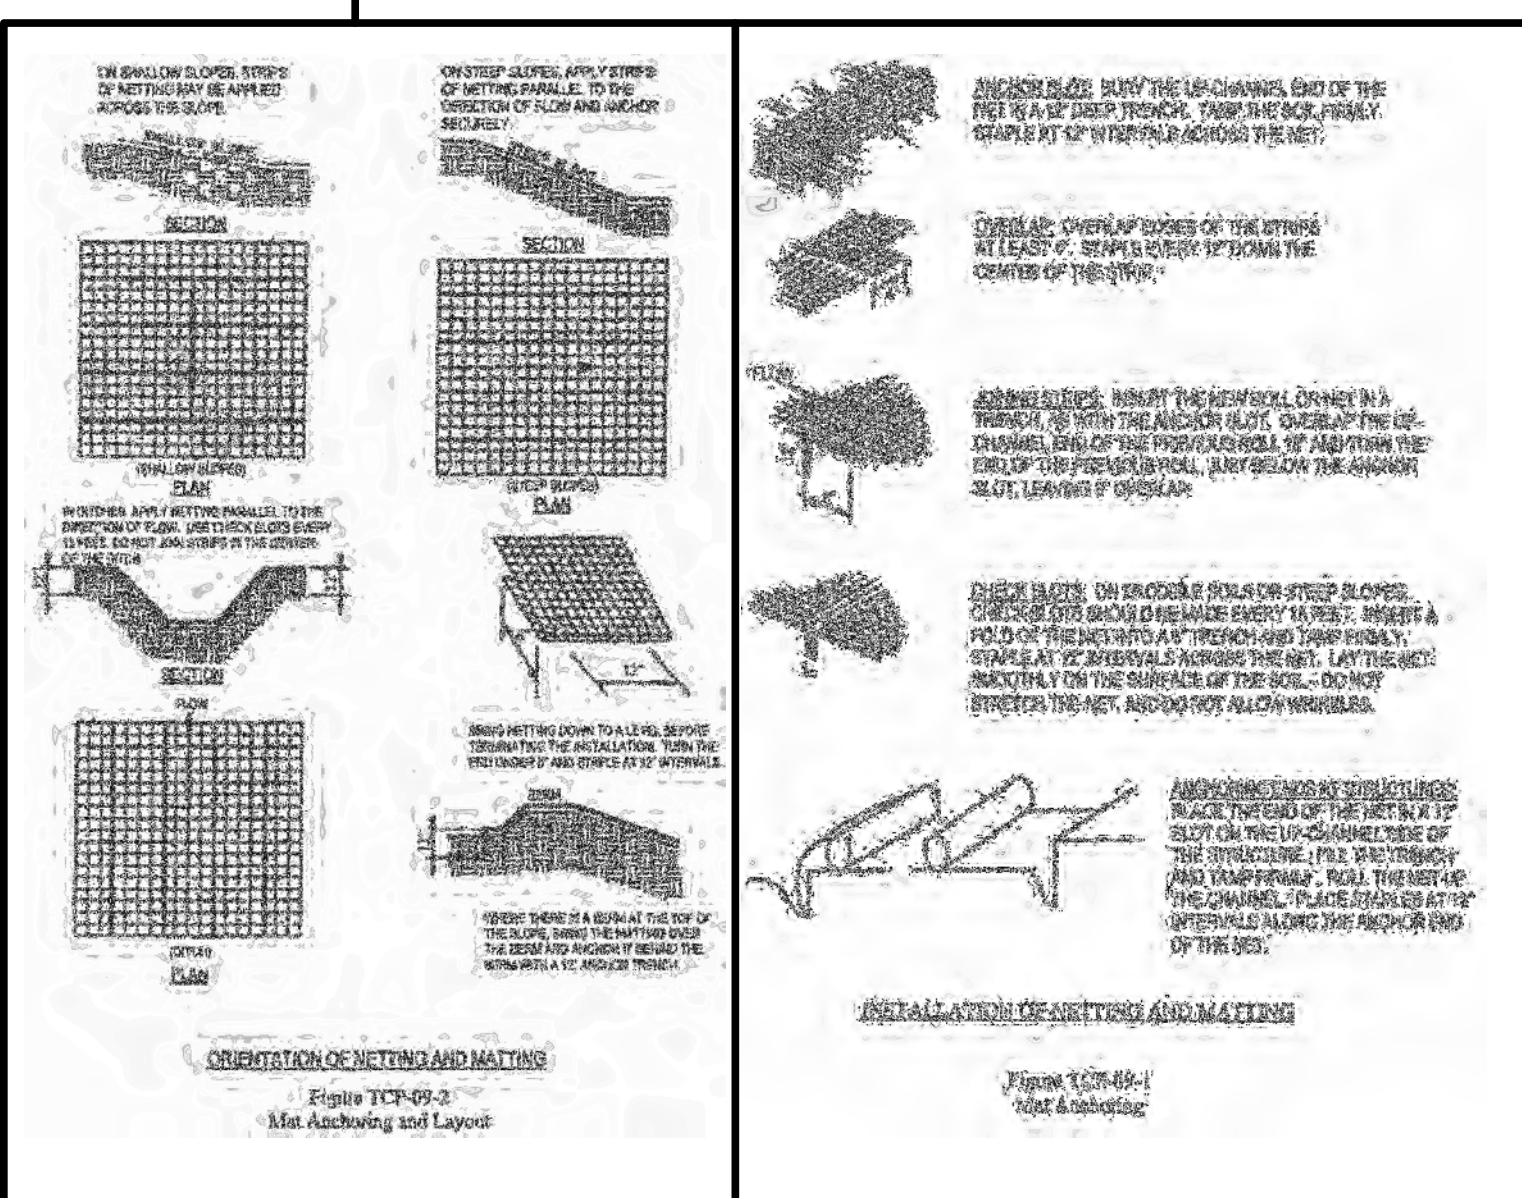 ON SHALLOW SLOPES, STRIPS
OF NETTING MAY BE APPLIED
ACROSS THE SLOPE.
SECTION
(SHALLOW SLOPES)
PLAN
ON STEEP SLOPES, APPLY STRIPS
OF NETTING PARALLEL TO THE
DIRECTION OF FLOW AND ANCHOR
SECURELY.
SECTION
(STEEP SLOPES)
PLAN
IN DITCHES, APPLY NETTING PARALLEL TO THE
DIRECTION OF FLOW. USE CHECK SLOTS EVERY
15 FEET. DO NOT JOIN STRIPS IN THE CENTER
OF THE DITCH.
SECTION
FLOW
(DITCH)
PLAN
12"
BRING NETTING DOWN TO A LEVEL BEFORE
TERMINATING THE INSTALLATION. TURN THE
END UNDER 6" AND STAPLE AT 12" INTERVALS.
BERM
WHERE THERE IS A BERM AT THE TOP OF
THE SLOPE, BRING THE NETTING OVER
THE BERM AND ANCHOR IT BEHIND THE
BERM WITH A 12" ANCHOR TRENCH.
ORIENTATION OF NETTING AND MATTING
Figure TCP-09-2
Mat Anchoring and Layout
ANCHOR SLOT: BURY THE UP-CHANNEL END OF THE
NET IN A 12" DEEP TRENCH. TAMP THE SOIL FIRMLY.
STAPLE AT 12" INTERVALS ACROSS THE NET.
OVERLAP: OVERLAP EDGES OF THE STRIPS
AT LEAST STAPLE EVERY 12" DOWN THE
CENTER OF THE STRIP.
FLOW
JOINING STRIPS: INSERT THE NEW ROLL OF NET IN A
TRENCH, AS WITH THE ANCHOR SLOT. OVERLAP THE UP-
CHANNEL END OF THE PREVIOUS ROLL AND TURN THE
END OF THE PREVIOUS ROLL JUST BELOW THE ANCHOR
SLOT, LEAVING 6" OVERLAP.
CHECK SLOTS: ON ERODIBLE SOILS OR STEEP SLOPES,
CHECK SLOTS SHOULD BE MADE EVERY 15 FEET. INSERT A
FOLD OF THE NET INTO A 6" TRENCH AND TAMP FIRMLY.
STAPLE AT 12" INTERVALS ACROSS THE NET. LAY THE NET
SMOOTHLY ON THE SURFACE OF THE SOIL - DO NOT
STRETCH THE NET, AND DO NOT ALLOW WRINKLES.
ANCHORING ENDS AT STRUCTURES:
PLACE THE END OF THE NET IN A 12"
SLOT ON THE UP-CHANNEL SIDE OF
THE STRUCTURE. FILL THE TRENCH
AND TAMP FIRMLY. ROLL THE NET UP
THE CHANNEL. PLACE STAPLES AT 12"
INTERVALS ALONG THE ANCHOR END
OF THE NET.
INSTALLATION OF NETTING AND MATTING
Figure TCP-09-1
Mat Anchoring